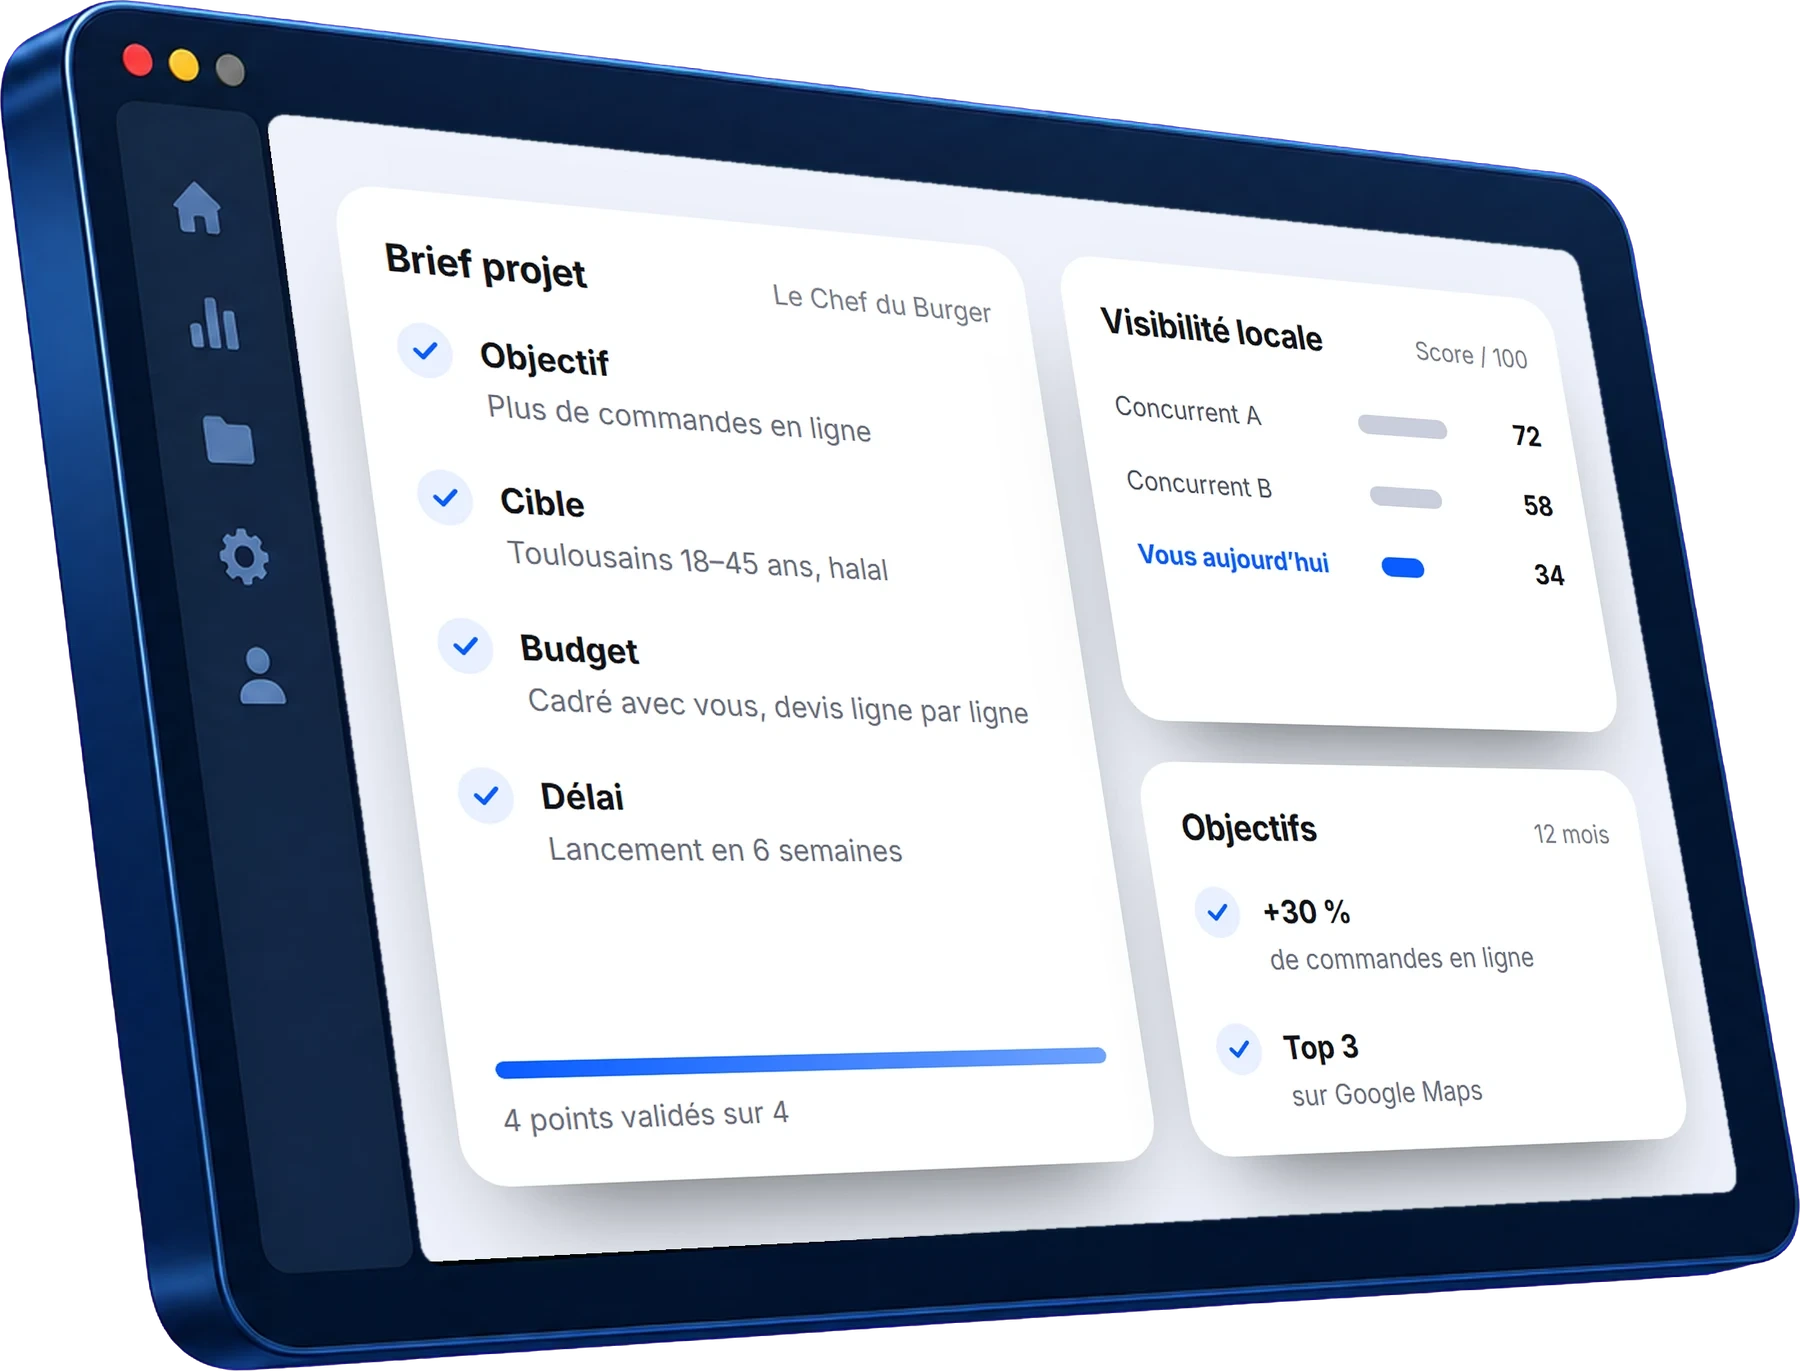 Brief projet
Le Chef du Burger
Objectif
Plus de commandes en ligne
Cible
Toulousains 18–45 ans, halal
Budget
Cadré avec vous, devis ligne par ligne
Délai
Lancement en 6 semaines
4 points validés sur 4
Visibilité locale
Score / 100
Concurrent A 72
Concurrent B 58
Vous aujourd'hui 34
Objectifs
12 mois
+30 %
de commandes en ligne
Top 3
sur Google Maps